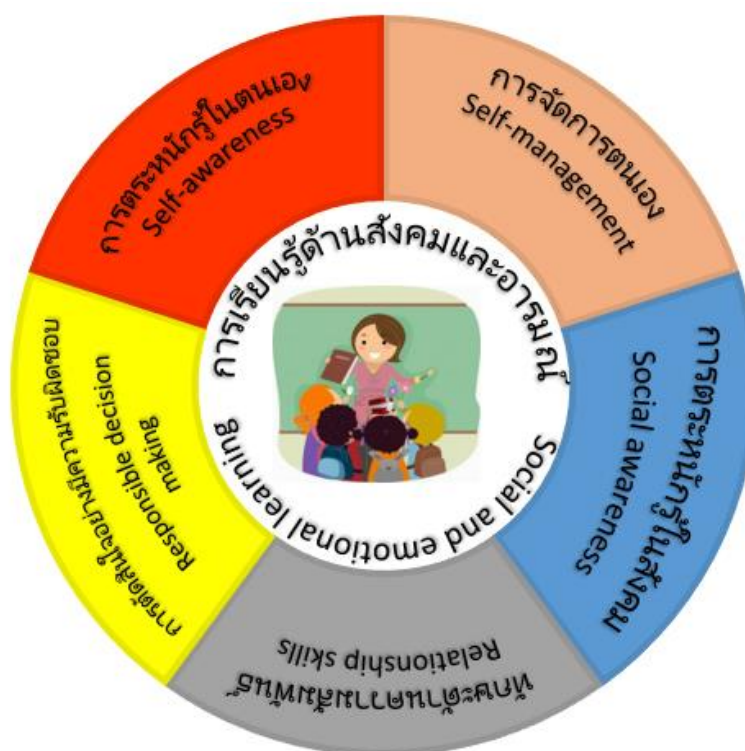 การตระหนักรู้ในตนเอง
Self-awareness
การจัดการตนเอง
Self-management
การตระหนักรู้ในสังคม
Social awareness
ทักษะด้านความสัมพันธ์
Relationship skills
การตัดสินใจอย่างมีความรับผิดชอบ
Responsible decision
making
การเรียนรู้ด้านสังคมและอารมณ์
Social and emotional learning